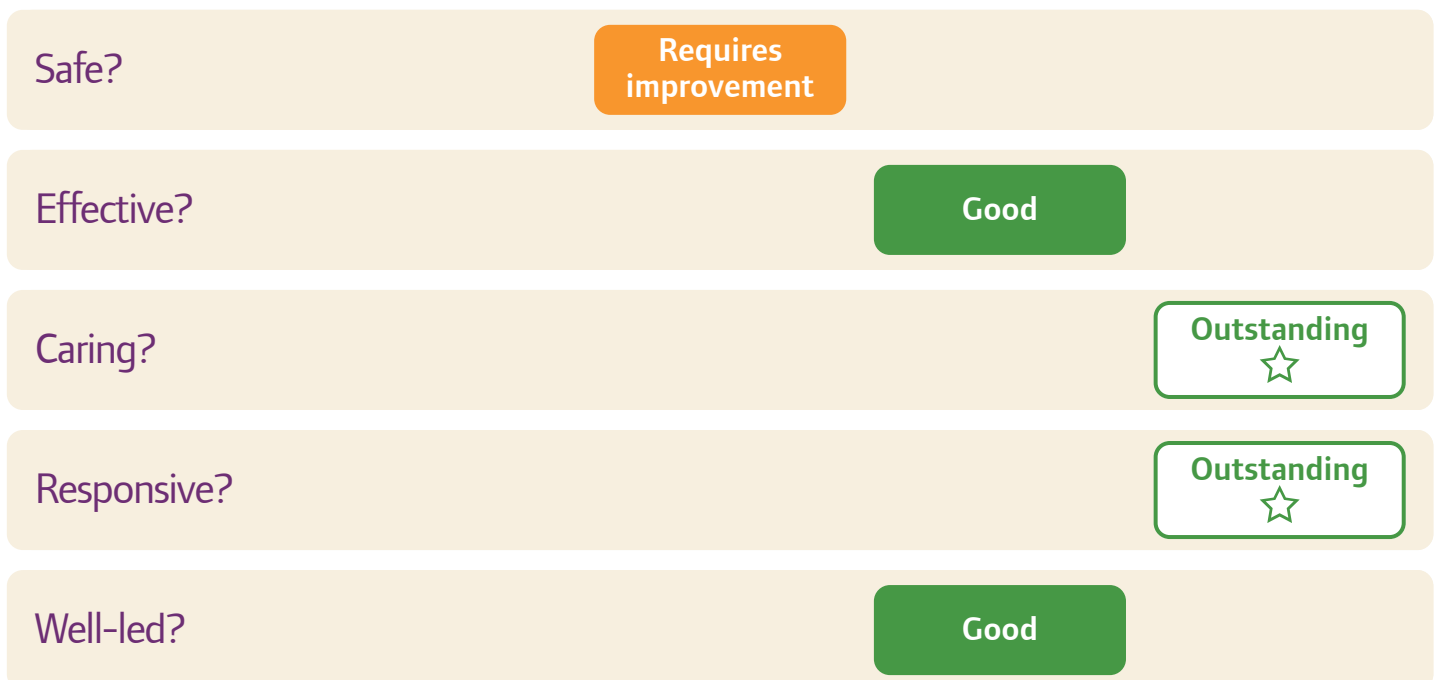 Safe?
Requires
improvement
Effective?
Good
Caring?
Outstanding
Responsive?
Outstanding
Well-led?
Good